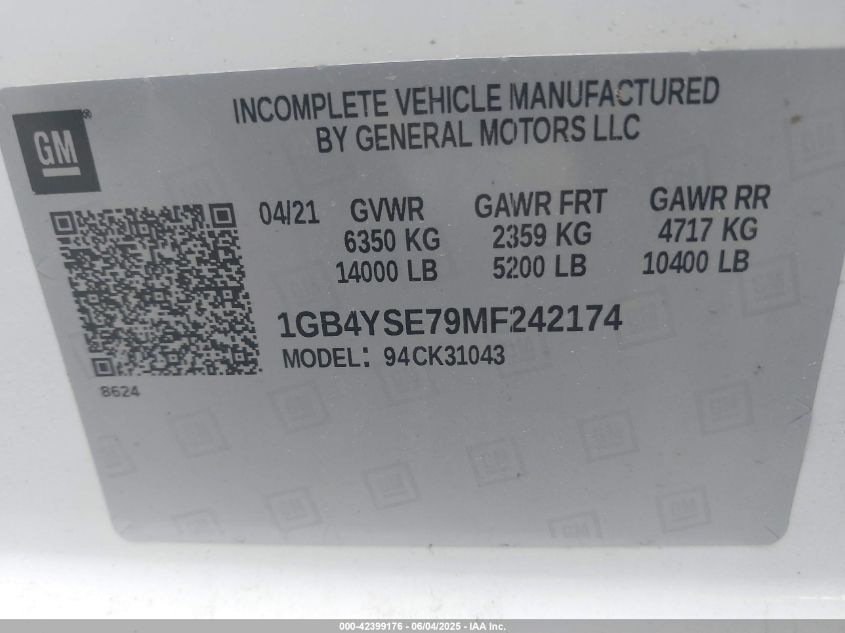 INCOMPLETE VEHICLE MANUFACTURED
BY GENERAL MOTORS LLC
GM®
04/21 GVWR GAWR FRT GAWR RR
6350 KG 2359 KG 4717 KG
14000 LB 5200 LB 10400 LB
1GB4YSE79MF242174
MODEL: 94CK31043
8624
000-42399176 - 06/04/2025 - IAA Inc.